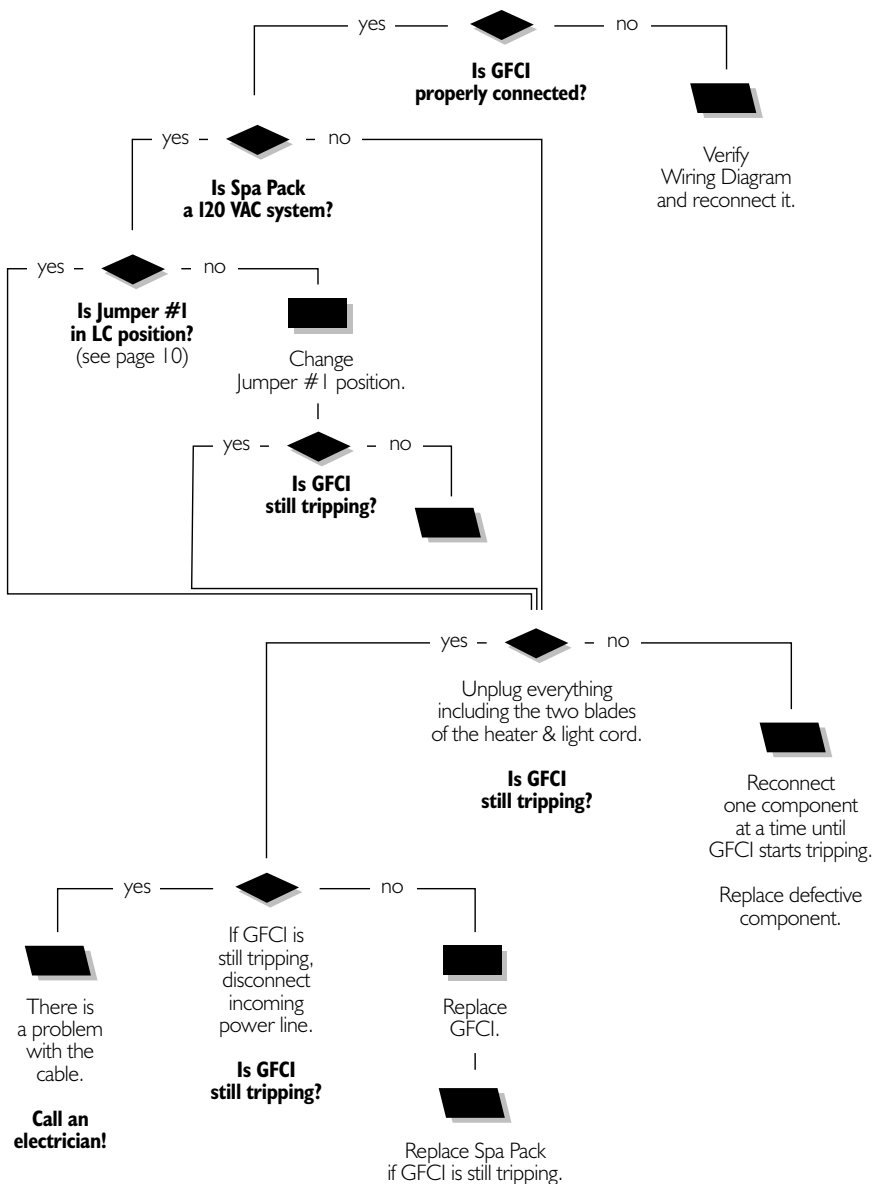 yes
no
Is GFCI
properly connected?
Verify
Wiring Diagram
and reconnect it.
yes
no
Is Spa Pack
a 120 VAC system?
yes
no
Is Jumper #1
in LC position?
(see page 10)
Change
Jumper #1 position.
yes
no
Is GFCI
still tripping?
yes
no
Unplug everything
including the two blades
of the heater & light cord.
Is GFCI
still tripping?
Reconnect
one component
at a time until
GFCI starts tripping.
Replace defective
component.
yes
no
If GFCI is
still tripping,
disconnect
incoming
power line.
Is GFCI
still tripping?
There is
a problem
with the
cable.
Call an
electrician!
Replace
GFCI.
Replace Spa Pack
if GFCI is still tripping.